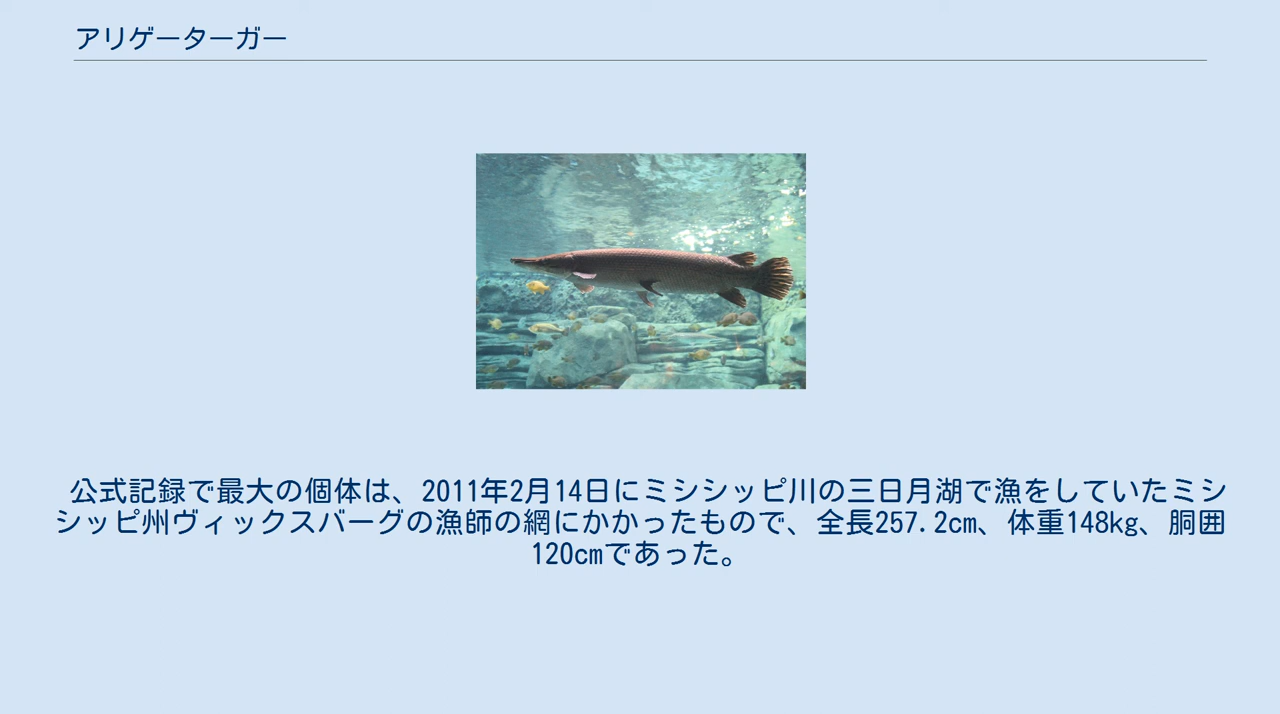 アリゲーターガー
公式記録で最大の個体は、2011年2月14日にミシシッピ川の三日月湖で漁をしていたミシ
シッピ州ヴィックスバーグの漁師の網にかかったもので、全長257.2cm、体重148kg、胴囲
120cmであった。